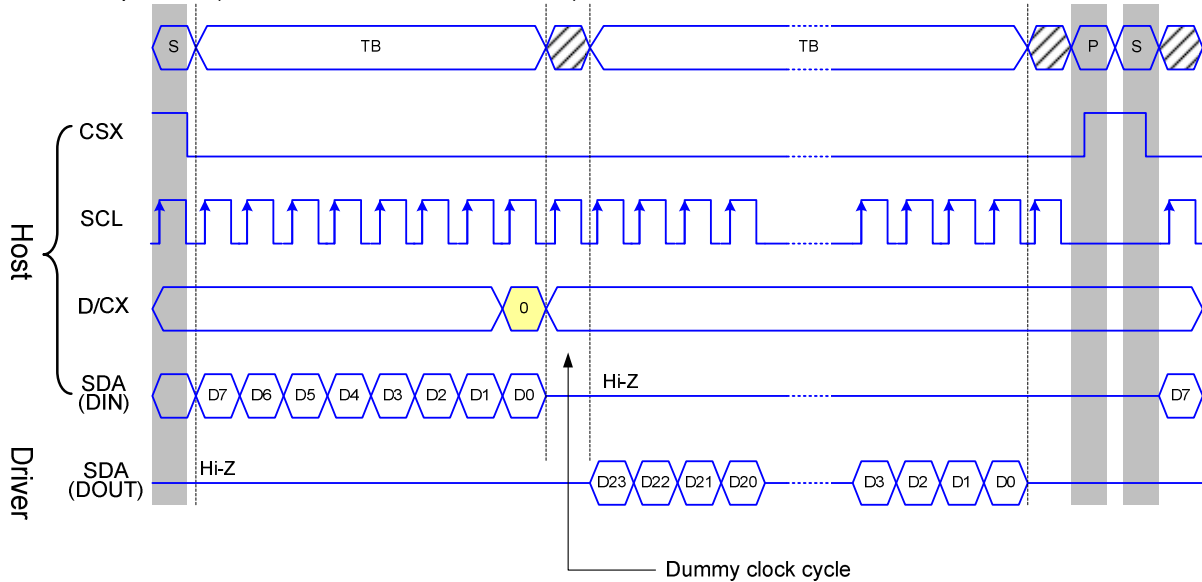 S TB TB P S
CSX
SCL
D/CX 0
SDA
(DIN) D7 D6 D5 D4 D3 D2 D1 D0 Hi-Z D7
SDA
(DOUT) Hi-Z D23 D22 D21 D20 D3 D2 D1 D0
Host
Driver
Dummy clock cycle